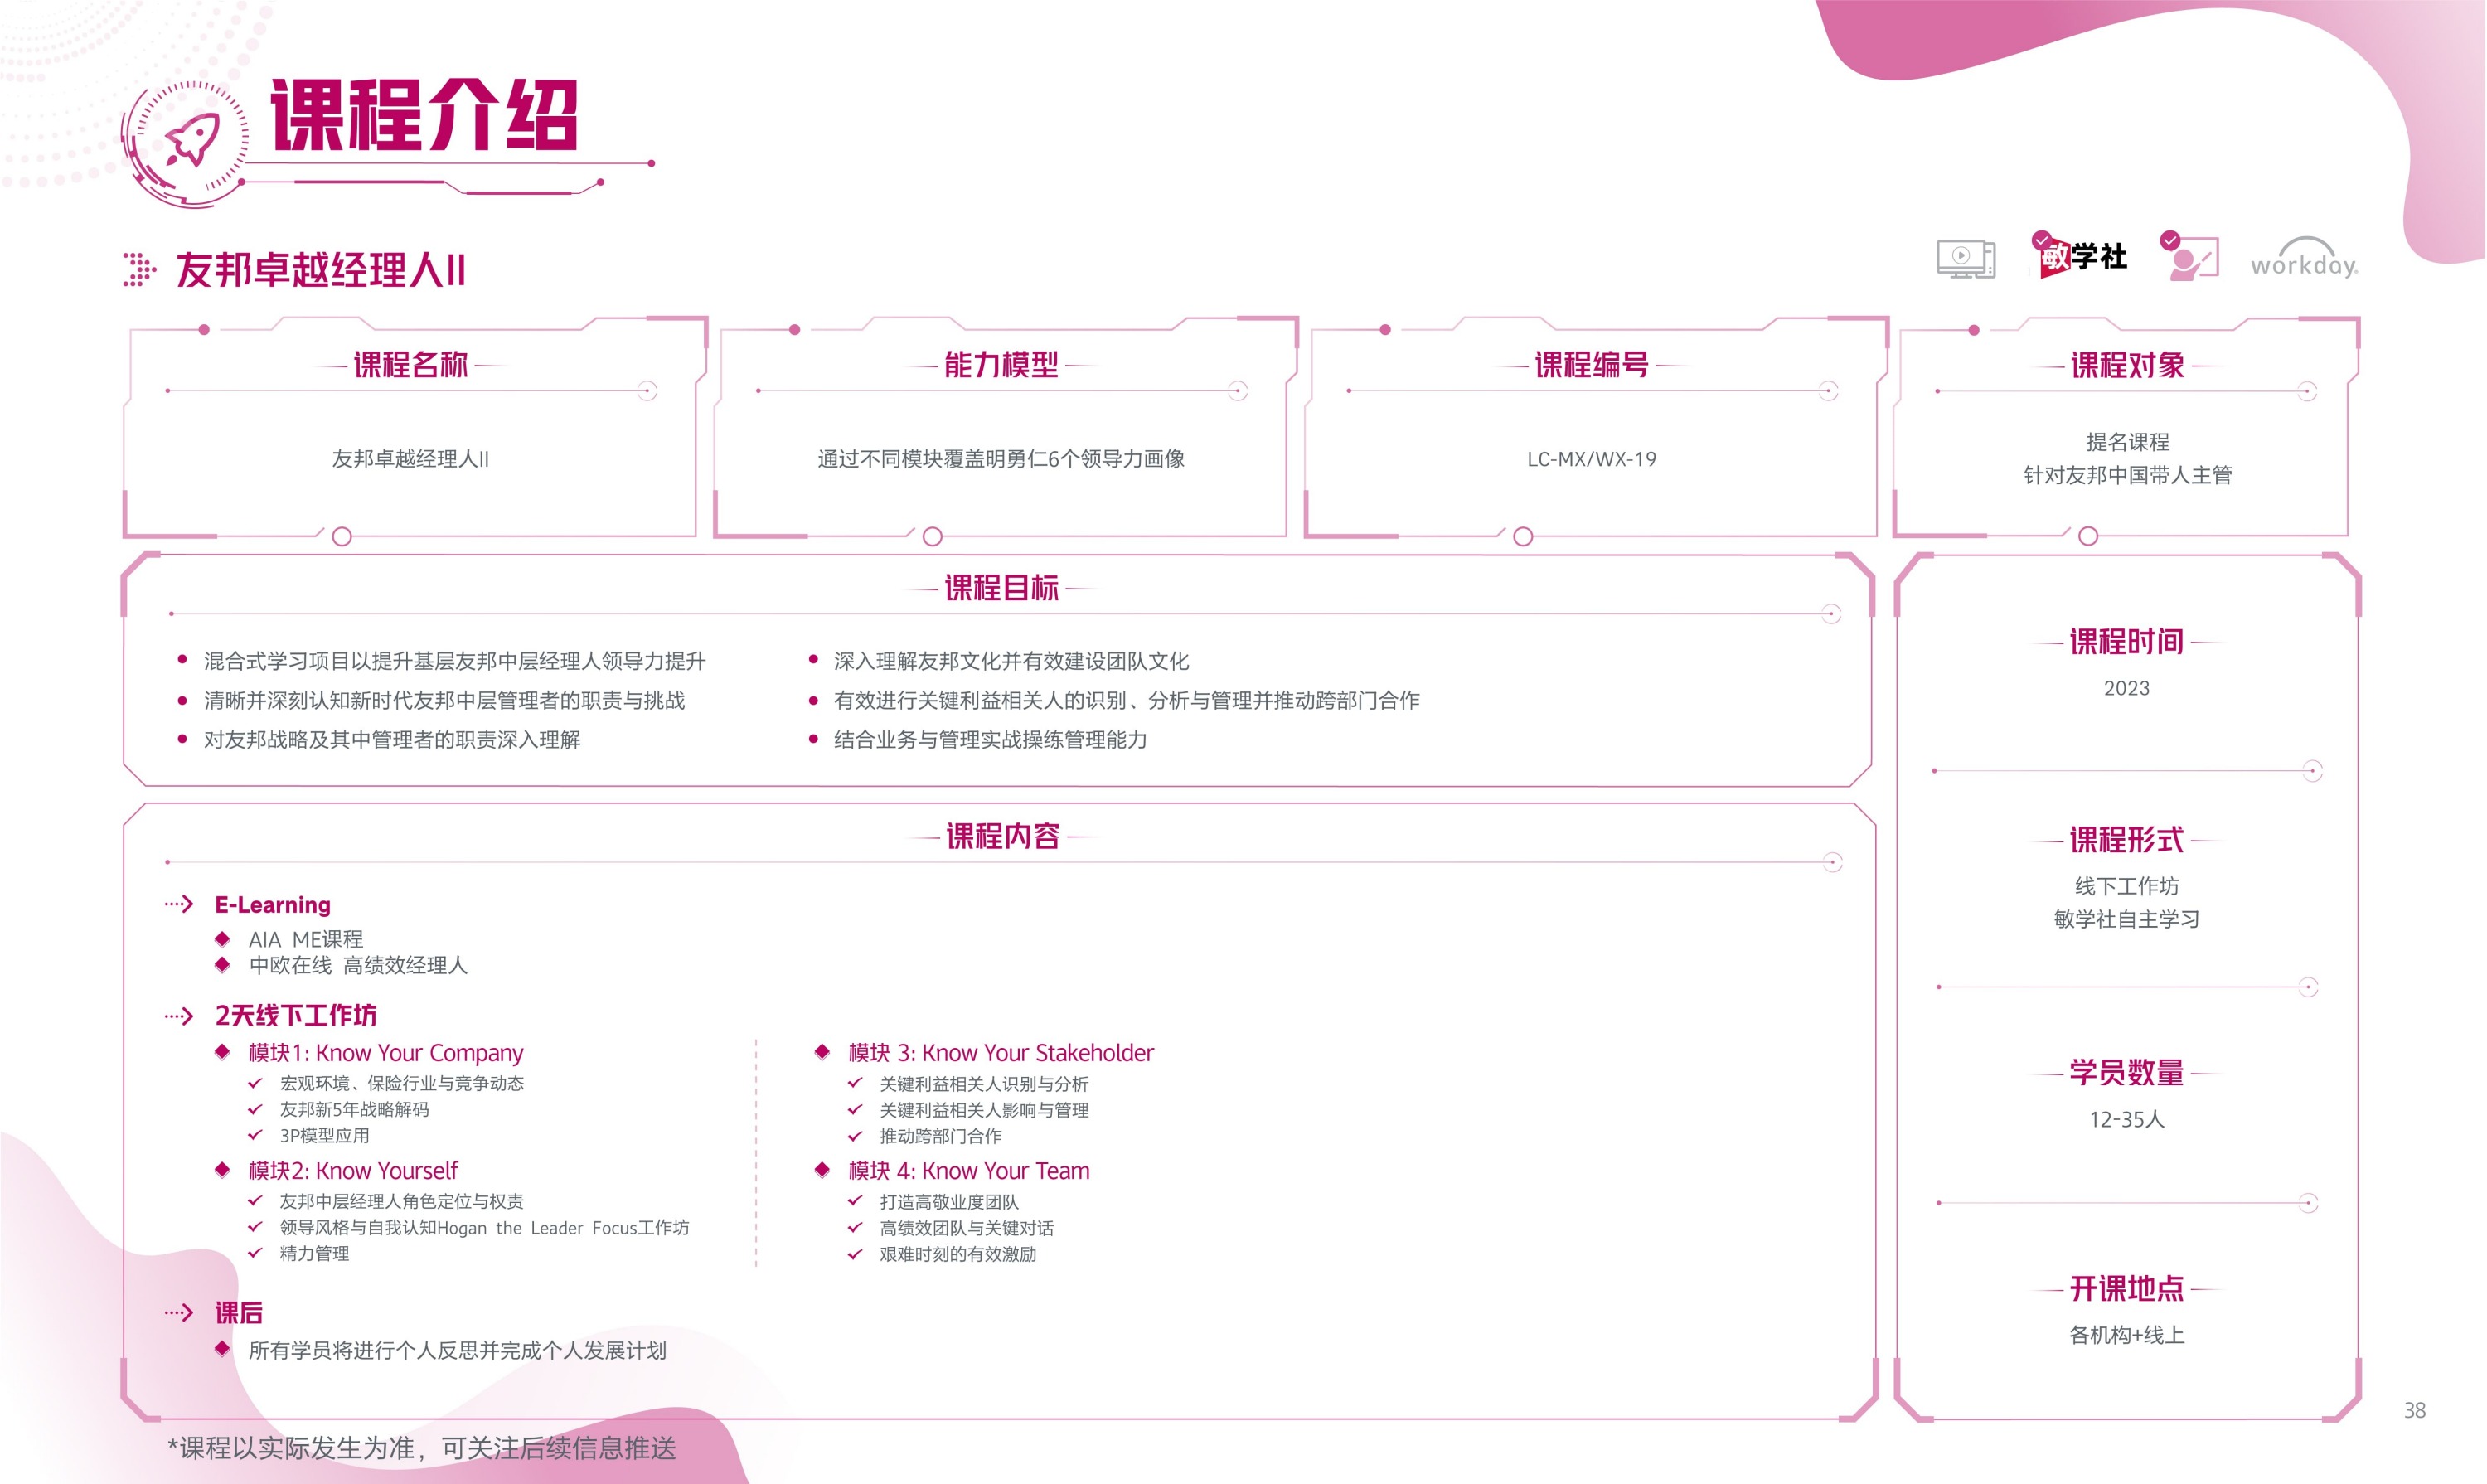 课程介绍
友邦卓越经理人II
敏学社
workday.
课程名称
友邦卓越经理人II
能力模型
通过不同模块覆盖明勇仁6个领导力画像
课程编号
LC-MX/WX-19
课程对象
提名课程
针对友邦中国带人主管
课程目标
混合式学习项目以提升基层友邦中层经理人领导力提升
清晰并深刻认知新时代友邦中层管理者的职责与挑战
对友邦战略及其中管理者的职责深入理解
深入理解友邦文化并有效建设团队文化
有效进行关键利益相关人的识别、分析与管理并推动跨部门合作
结合业务与管理实战操练管理能力
课程内容
E-Learning
AIA ME课程
中欧在线 高绩效经理人
2天线下工作坊
模块1: Know Your Company
宏观环境、保险行业与竞争动态
友邦新5年战略解码
3P模型应用
模块2: Know Yourself
友邦中层经理人角色定位与权责
领导风格与自我认知Hogan the Leader Focus工作坊
精力管理
模块 3: Know Your Stakeholder
关键利益相关人识别与分析
关键利益相关人影响与管理
推动跨部门合作
模块 4: Know Your Team
打造高敬业度团队
高绩效团队与关键对话
艰难时刻的有效激励
课后
所有学员将进行个人反思并完成个人发展计划
课程时间
2023
课程形式
线下工作坊
敏学社自主学习
学员数量
12-35人
开课地点
各机构+线上
38
*课程以实际发生为准，可关注后续信息推送